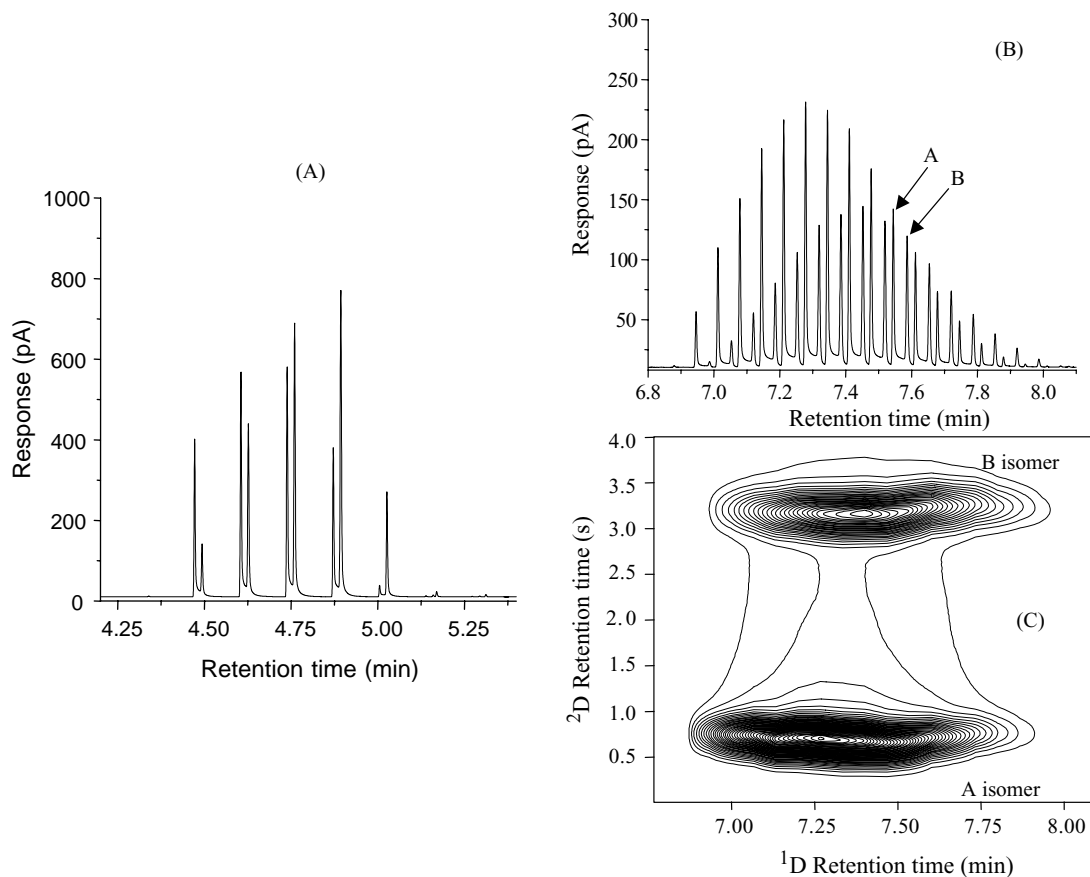 (A)
1000
800
600
400
200
0
Response (pA)
4.25 4.50 4.75 5.00 5.25
Retention time (min)
(B)
300
250
200
150
100
50
Response (pA)
A
B
6.8 7.0 7.2 7.4 7.6 7.8 8.0
Retention time (min)
4.0
3.5
3.0
2.5
2.0
1.5
1.0
0.5
²D Retention time (s)
B isomer
(C)
A isomer
7.00 7.25 7.50 7.75 8.00
¹D Retention time (min)